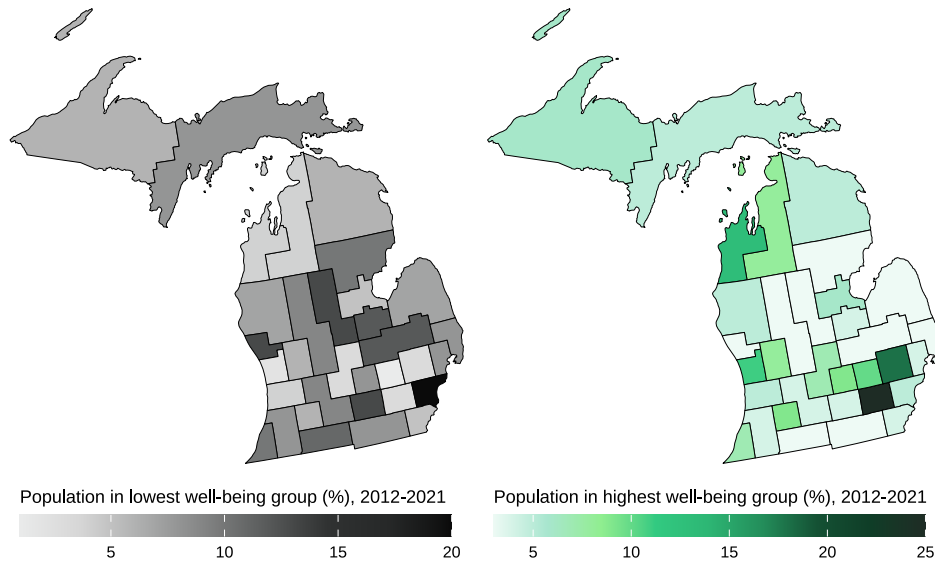 Population in lowest well-being group (%), 2012-2021
5 10 15 20
Population in highest well-being group (%), 2012-2021
5 10 15 20 25